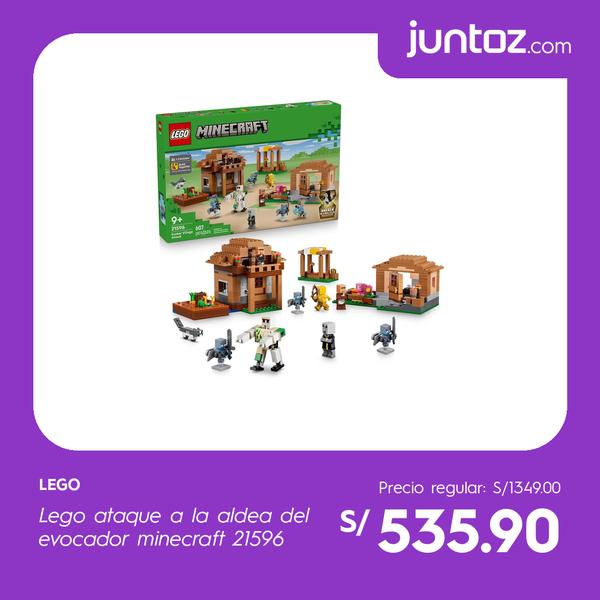 juntoz.com
LEGO
MINECRAFT
9+
21596
607
LEGO
Precio regular: S/1349.00
Lego ataque a la aldea del
evocador minecraft 21596
S/ 535.90